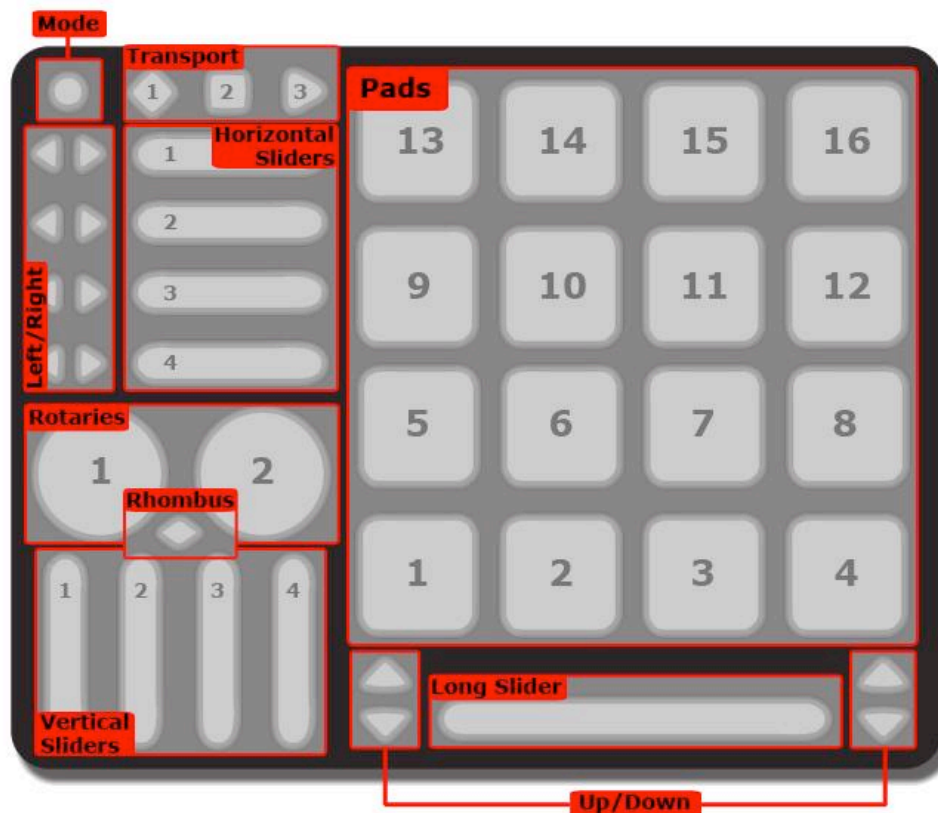 Mode
Transport
1 2 3
Pads
13 14 15 16
Horizontal
Sliders
1
2
3
4
Left/Right
9 10 11 12
5 6 7 8
1 2 3 4
Rotaries
1 2
Rhombus
1 2 3 4
Vertical
Sliders
Long Slider
Up/Down